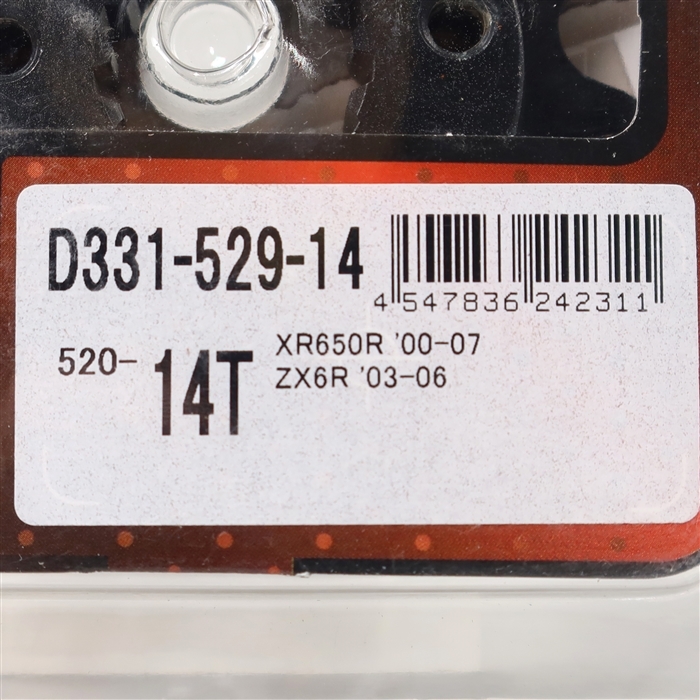 D331-529-14
4 547836 242311
520-14T
XR650R '00-07
ZX6R '03-06